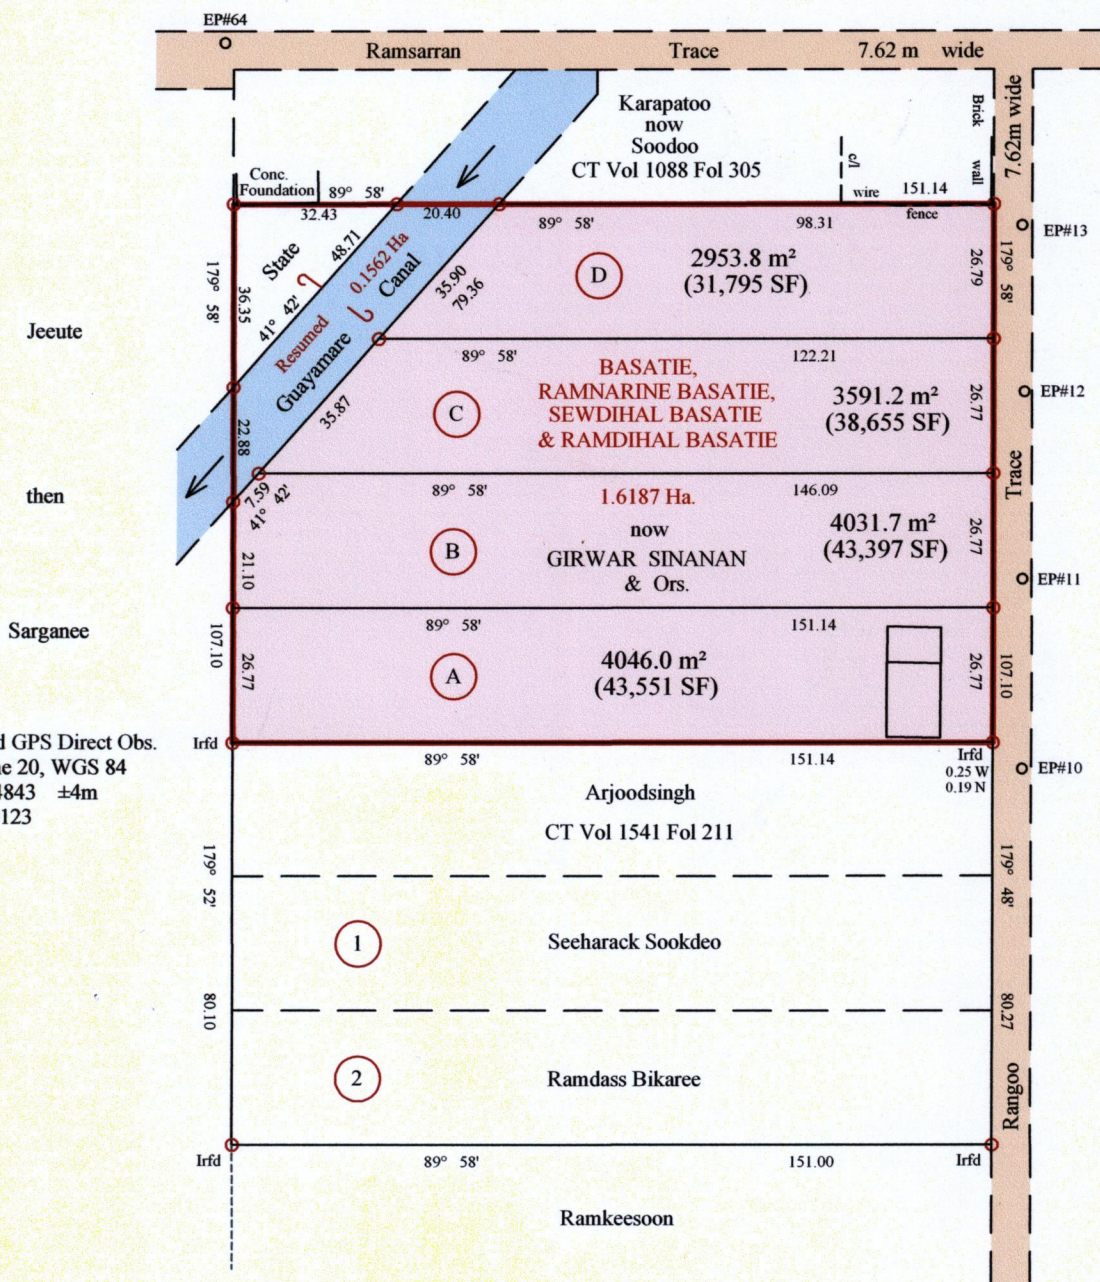 EP#64
Ramsarran Trace 7.62 m wide
7.62m wide
Karapatoo
now
Soodoo
CT Vol 1088 Fol 305
Brick wall
c/l
wire fence
151.14
Conc.
Foundation
89° 58'
32.43
20.40
89° 58'
98.31
EP#13
State
48.71
41° 42'
0.1562 Ha
Resumed
Guayamare Canal
35.90
79.36
D
2953.8 m²
(31,795 SF)
26.79
179° 58'
179° 58'
36.35
Jeeute
89° 58'
122.21
BASATIE,
RAMNARINE BASATIE,
SEWDIHAL BASATIE
& RAMDIHAL BASATIE
C
3591.2 m²
(38,655 SF)
26.77
EP#12
35.87
22.88
Trace
then
7.59
41° 42'
89° 58'
1.6187 Ha.
146.09
now
GIRWAR SINANAN
& Ors.
B
4031.7 m²
(43,397 SF)
26.77
EP#11
21.10
Sarganee
107.10
26.77
89° 58'
151.14
A
4046.0 m²
(43,551 SF)
26.77
107.10
d GPS Direct Obs.
e 20, WGS 84
4843 ±4m
123
Irfd
89° 58'
151.14
Irfd
0.25 W
0.19 N
EP#10
Arjoodsingh
CT Vol 1541 Fol 211
179° 52'
179° 48'
1
Seeharack Sookdeo
80.10
80.27
2
Ramdass Bikaree
Rangoo
Irfd
89° 58'
151.00
Irfd
Ramkeesoon